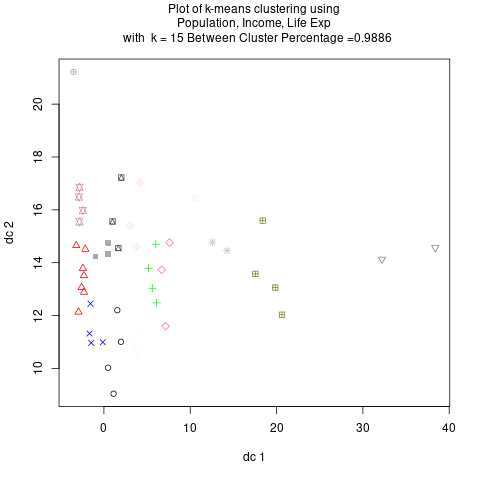 Plot of k-means clustering using
Population, Income, Life Exp
with k = 15 Between Cluster Percentage =0.9886
20
18
16
14
12
10
dc 2
0
10
20
30
40
dc 1